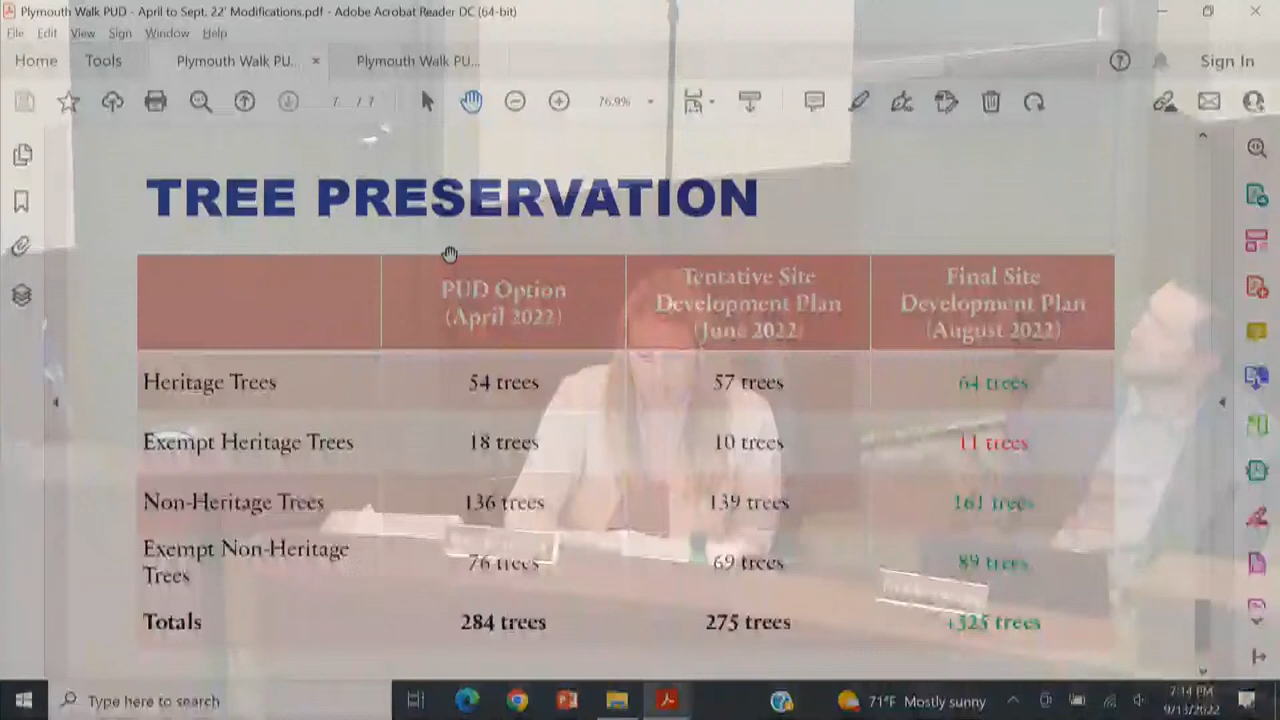 Plymouth Walk PUD - April to Sept. 22' Modifications.pdf - Adobe Acrobat Reader DC (64-bit)
File Edit View Sign Window Help
Home Tools Plymouth Walk PU... × Plymouth Walk PU... Sign In
7 / 7 76.9%
TREE PRESERVATION
PUD Option (April 2022)
Tentative Site Development Plan (June 2022)
Final Site Development Plan (August 2022)
Heritage Trees 54 trees 57 trees 64 trees
Exempt Heritage Trees 18 trees 10 trees 11 trees
Non-Heritage Trees 136 trees 139 trees 161 trees
Exempt Non-Heritage Trees 76 trees 69 trees 89 trees
Totals 284 trees 275 trees +325 trees
Type here to search 71°F Mostly sunny 7:14 PM
9/13/2022